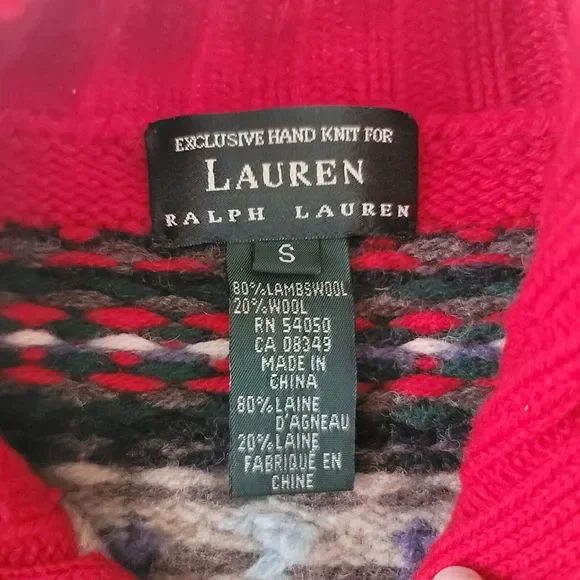 EXCLUSIVE HAND KNIT FOR
LAUREN
RALPH LAUREN
S
80%LAMBSWOOL
20%WOOL
RN 54050
CA 08349
MADE IN
CHINA
80%LAINE
D'AGNEAU
20%LAINE
FABRIQUÉ EN
CHINE